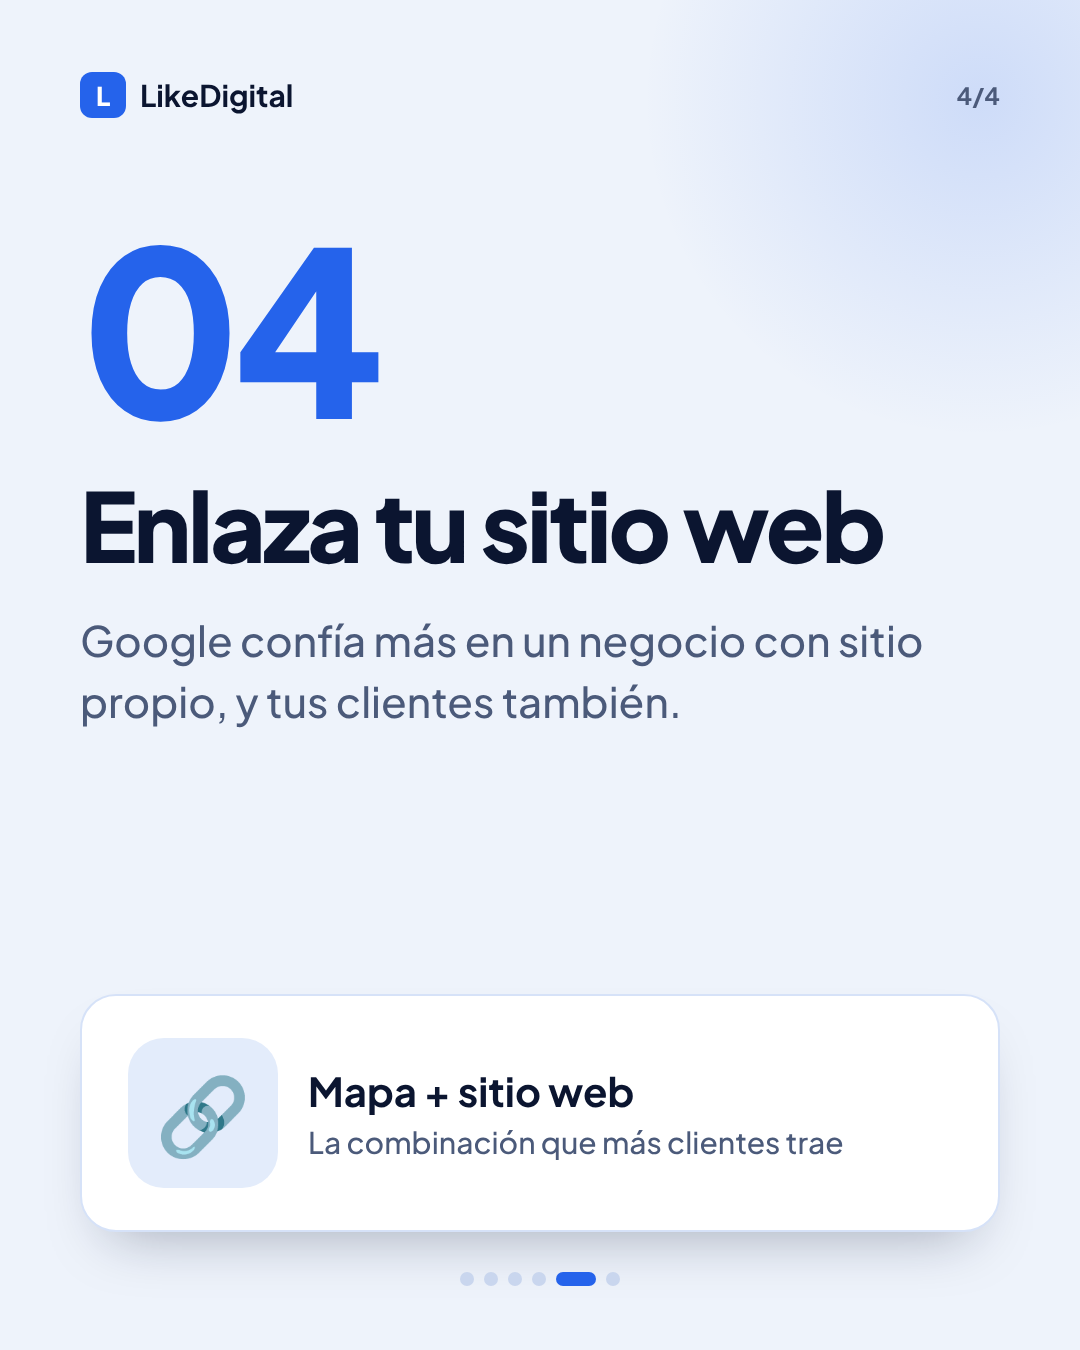 L LikeDigital
4/4
04
Enlaza tu sitio web
Google confía más en un negocio con sitio
propio, y tus clientes también.
Mapa + sitio web
La combinación que más clientes trae